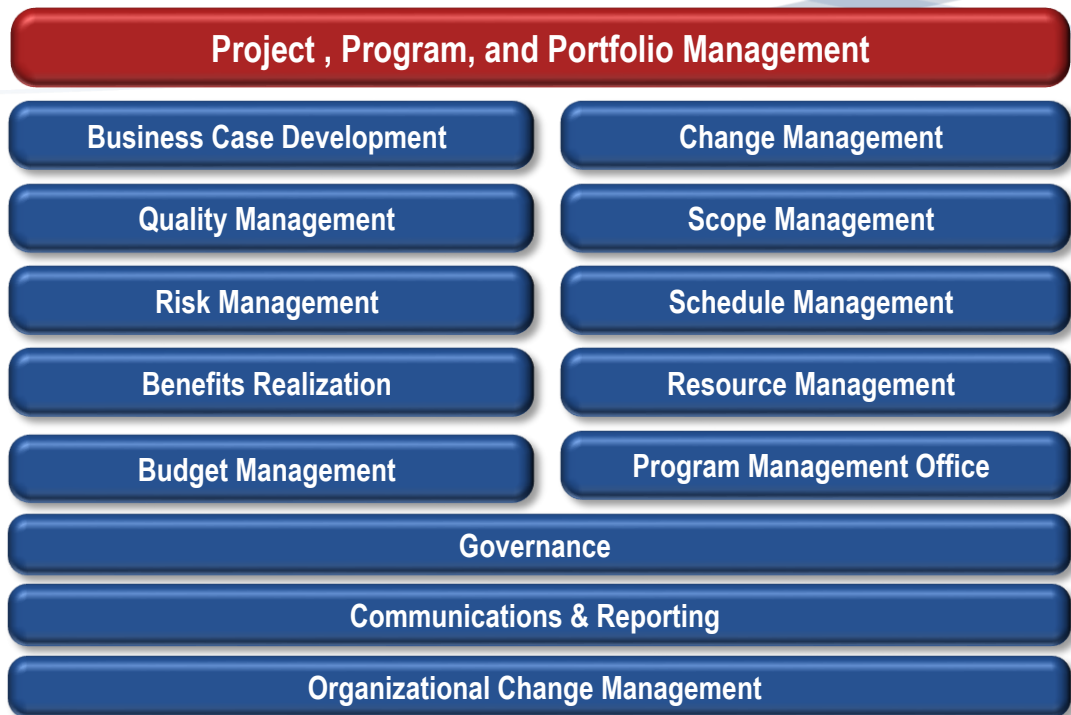 Project , Program, and Portfolio Management
Business Case Development
Change Management
Quality Management
Scope Management
Risk Management
Schedule Management
Benefits Realization
Resource Management
Budget Management
Program Management Office
Governance
Communications & Reporting
Organizational Change Management